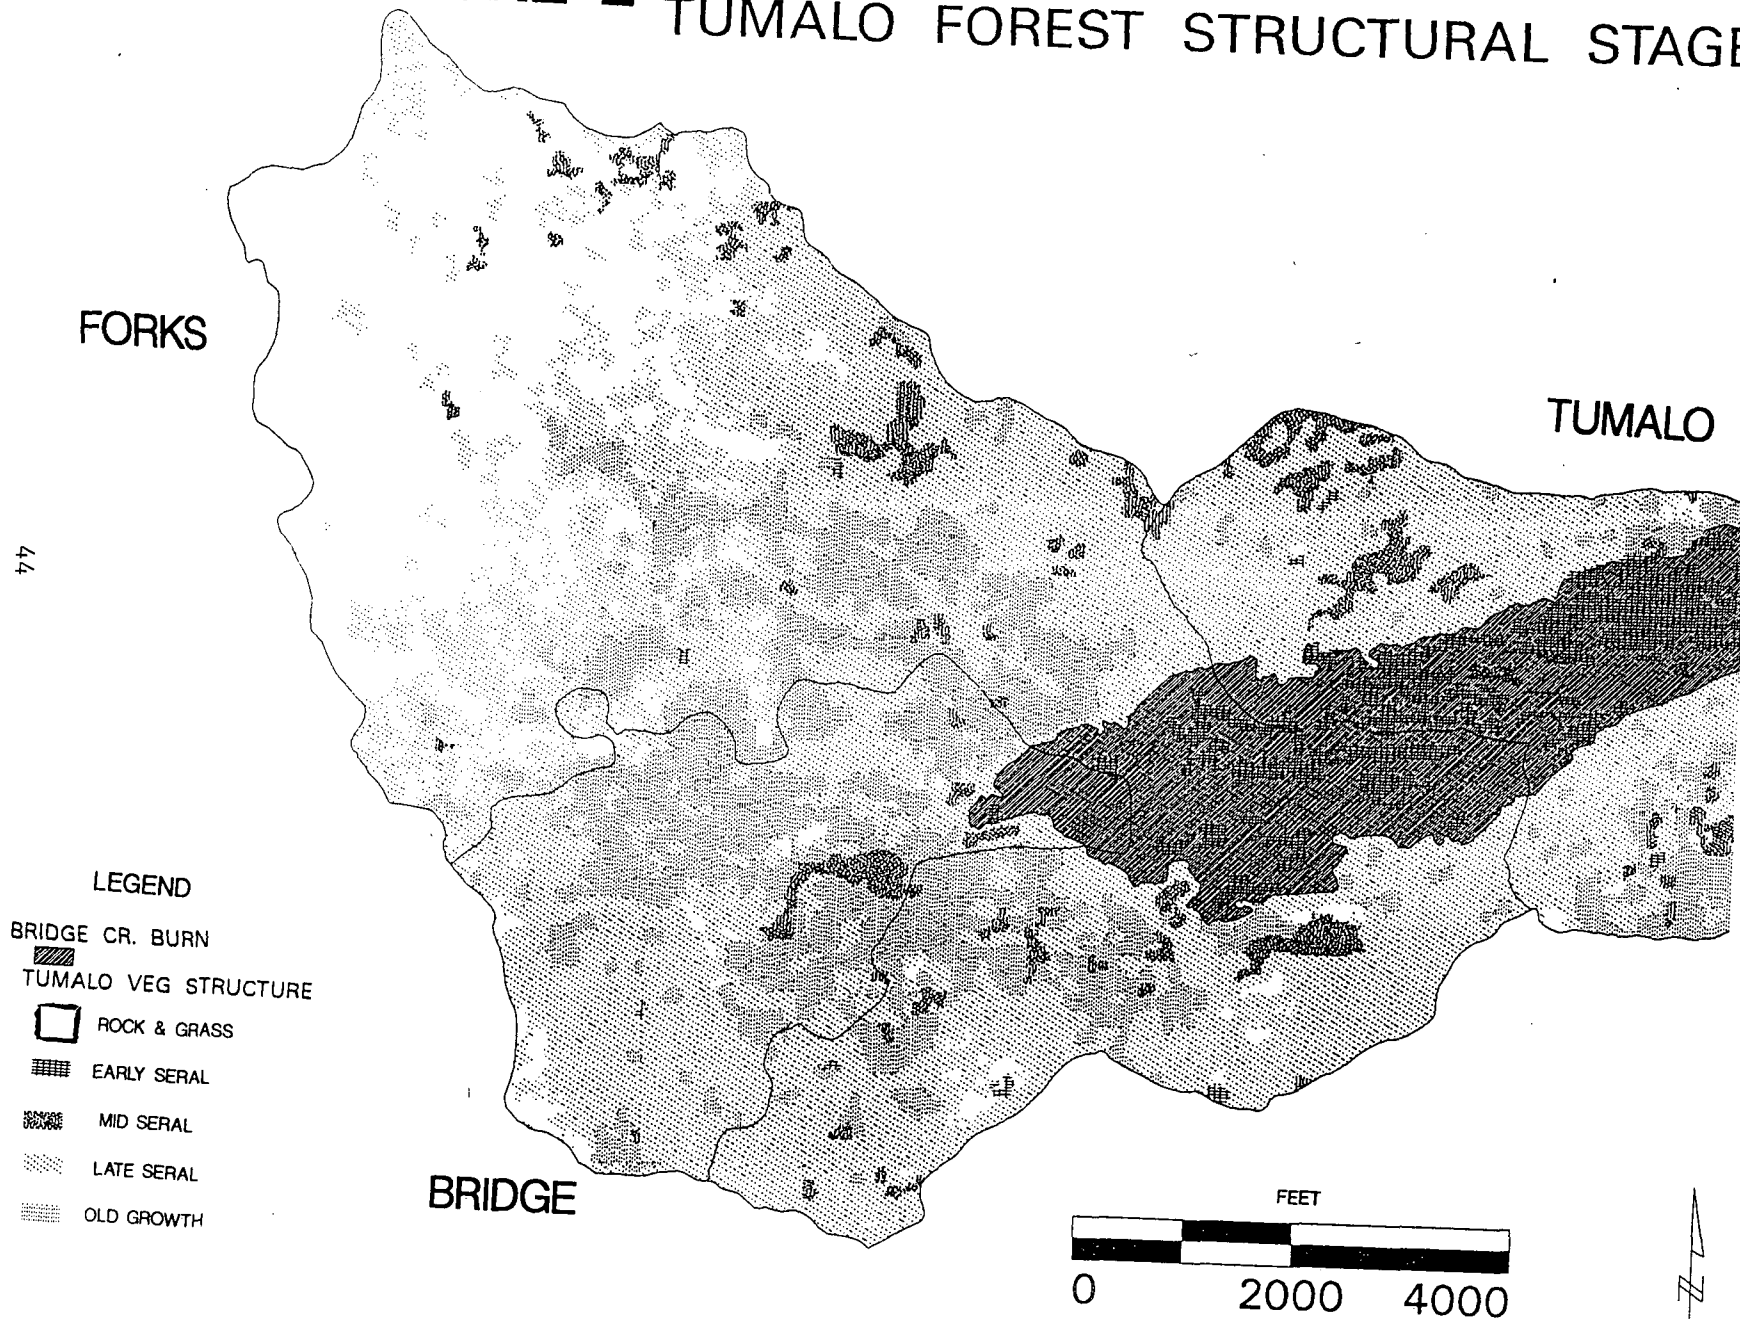 TUMALO FOREST STRUCTURAL STAGE
FORKS
TUMALO
44
LEGEND
BRIDGE CR. BURN
TUMALO VEG STRUCTURE
ROCK & GRASS
EARLY SERAL
MID SERAL
LATE SERAL
OLD GROWTH
BRIDGE
FEET
0 2000 4000
N